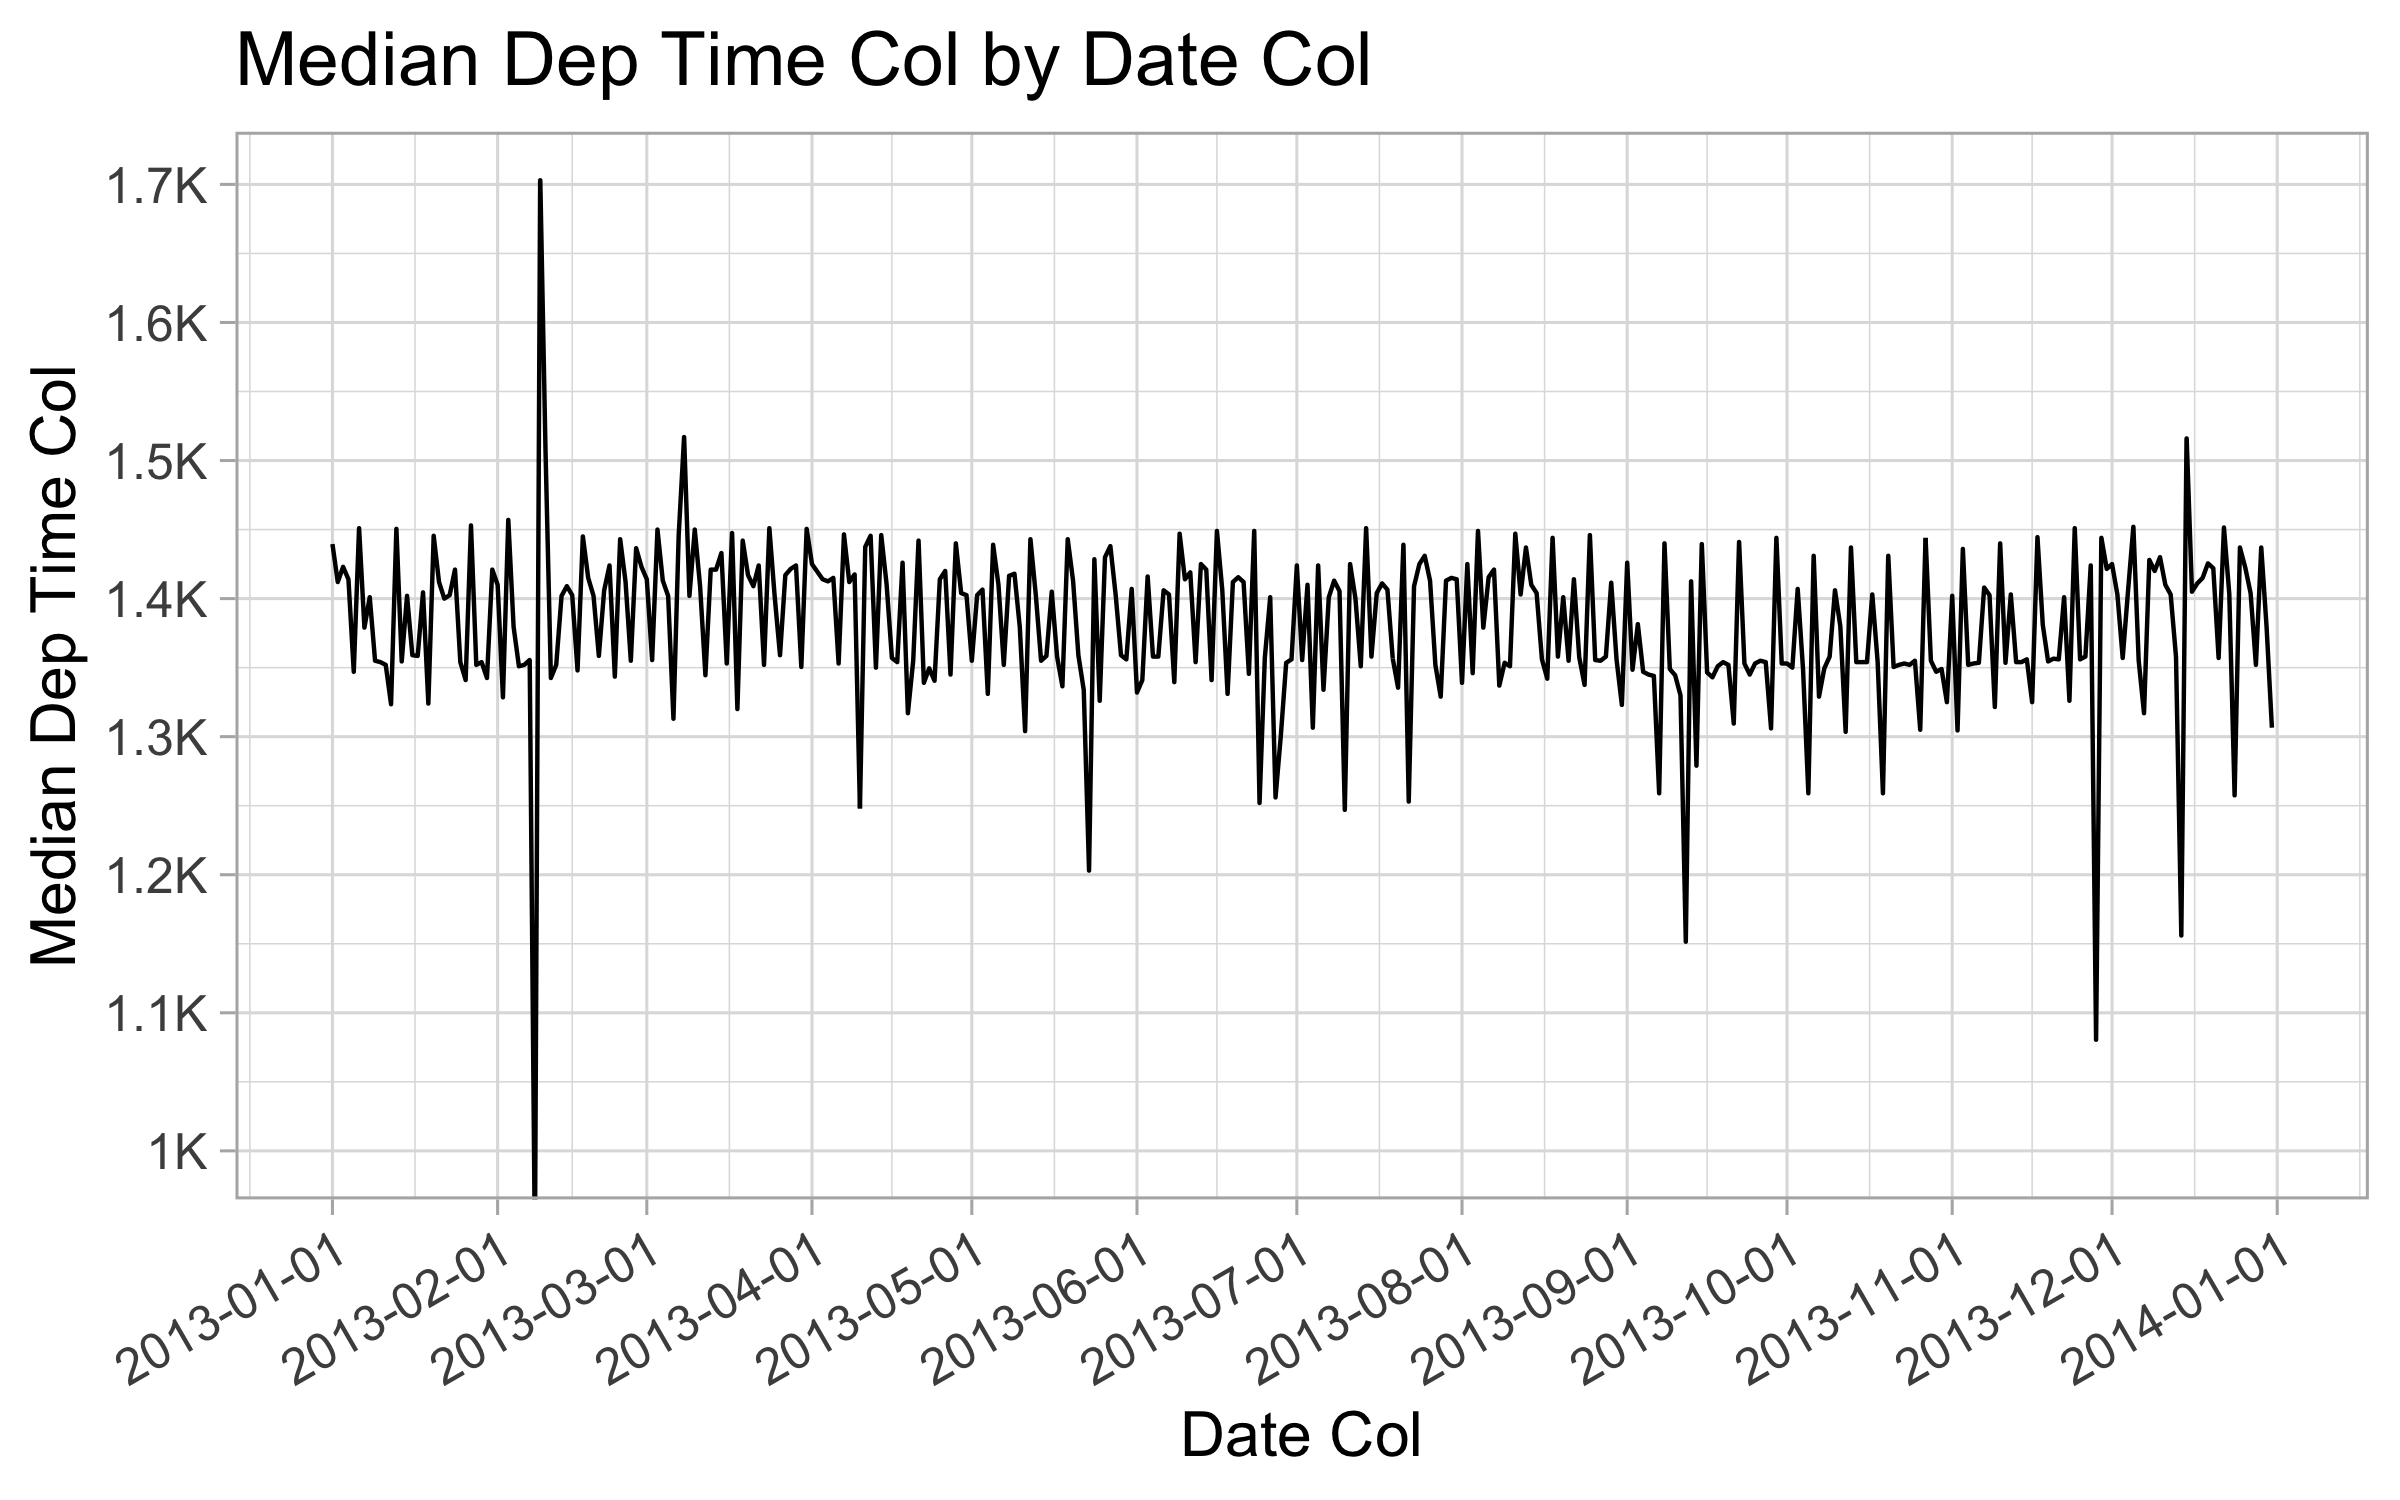 Median Dep Time Col by Date Col
Median Dep Time Col
1.7K
1.6K
1.5K
1.4K
1.3K
1.2K
1.1K
1K
2013-01-01
2013-02-01
2013-03-01
2013-04-01
2013-05-01
2013-06-01
2013-07-01
2013-08-01
2013-09-01
2013-10-01
2013-11-01
2013-12-01
2014-01-01
Date Col